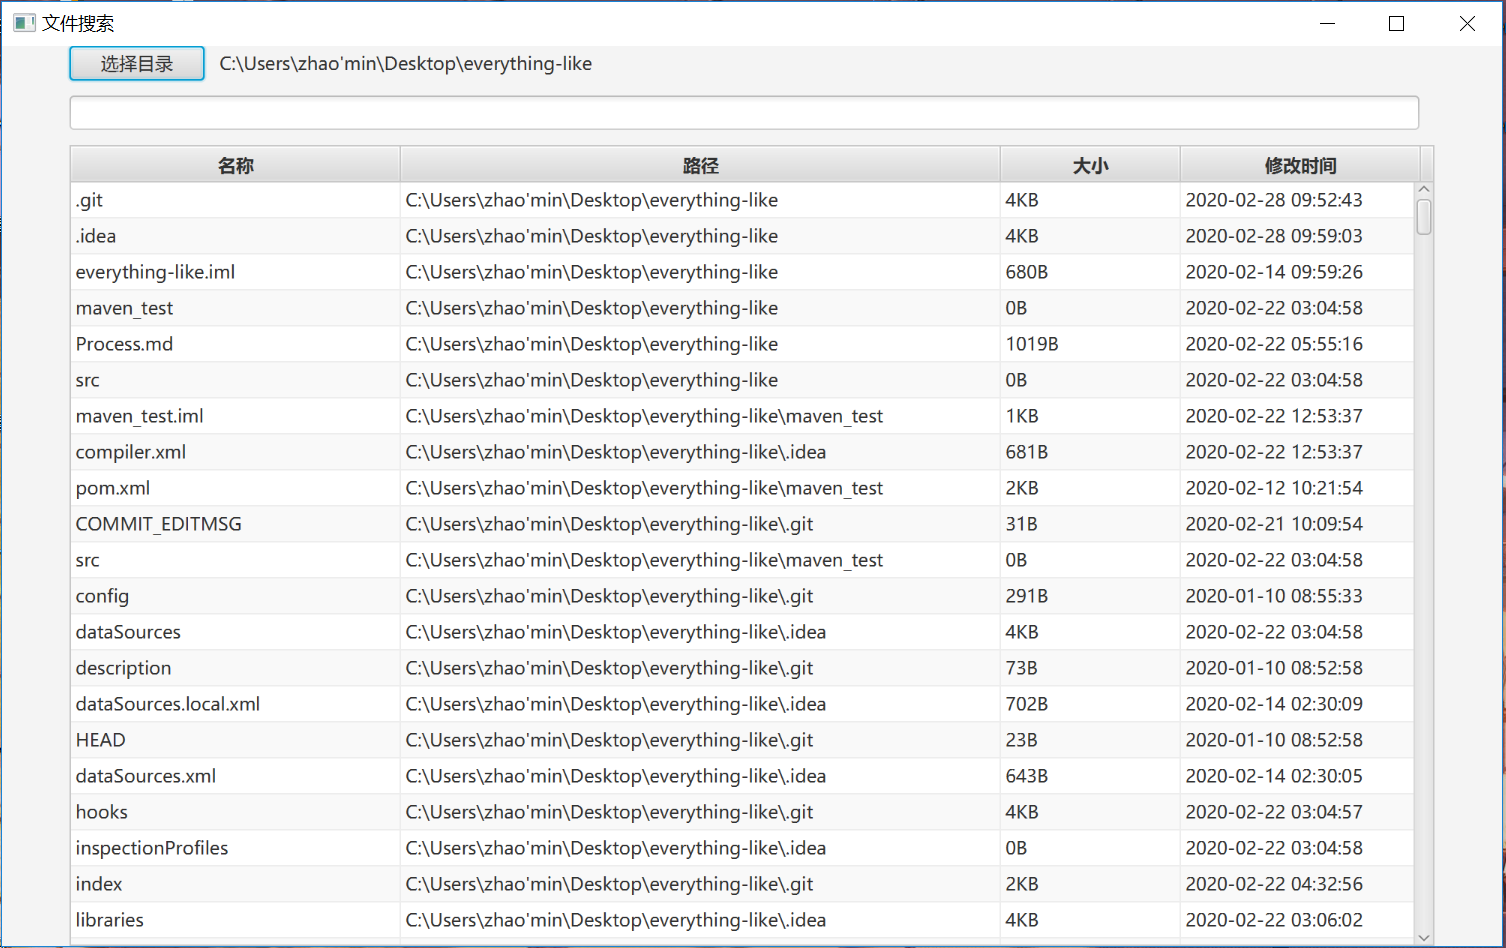 文件搜索
选择目录 C:\Users\zhao'min\Desktop\everything-like
名称 路径 大小 修改时间
.git C:\Users\zhao'min\Desktop\everything-like 4KB 2020-02-28 09:52:43
.idea C:\Users\zhao'min\Desktop\everything-like 4KB 2020-02-28 09:59:03
everything-like.iml C:\Users\zhao'min\Desktop\everything-like 680B 2020-02-14 09:59:26
maven_test C:\Users\zhao'min\Desktop\everything-like 0B 2020-02-22 03:04:58
Process.md C:\Users\zhao'min\Desktop\everything-like 1019B 2020-02-22 05:55:16
src C:\Users\zhao'min\Desktop\everything-like 0B 2020-02-22 03:04:58
maven_test.iml C:\Users\zhao'min\Desktop\everything-like\maven_test 1KB 2020-02-22 12:53:37
compiler.xml C:\Users\zhao'min\Desktop\everything-like\.idea 681B 2020-02-22 12:53:37
pom.xml C:\Users\zhao'min\Desktop\everything-like\maven_test 2KB 2020-02-12 10:21:54
COMMIT_EDITMSG C:\Users\zhao'min\Desktop\everything-like\.git 31B 2020-02-21 10:09:54
src C:\Users\zhao'min\Desktop\everything-like\maven_test 0B 2020-02-22 03:04:58
config C:\Users\zhao'min\Desktop\everything-like\.git 291B 2020-01-10 08:55:33
dataSources C:\Users\zhao'min\Desktop\everything-like\.idea 4KB 2020-02-22 03:04:58
description C:\Users\zhao'min\Desktop\everything-like\.git 73B 2020-01-10 08:52:58
dataSources.local.xml C:\Users\zhao'min\Desktop\everything-like\.idea 702B 2020-02-14 02:30:09
HEAD C:\Users\zhao'min\Desktop\everything-like\.git 23B 2020-01-10 08:52:58
dataSources.xml C:\Users\zhao'min\Desktop\everything-like\.idea 643B 2020-02-14 02:30:05
hooks C:\Users\zhao'min\Desktop\everything-like\.git 4KB 2020-02-22 03:04:57
inspectionProfiles C:\Users\zhao'min\Desktop\everything-like\.idea 0B 2020-02-22 03:04:58
index C:\Users\zhao'min\Desktop\everything-like\.git 2KB 2020-02-22 04:32:56
libraries C:\Users\zhao'min\Desktop\everything-like\.idea 4KB 2020-02-22 03:06:02